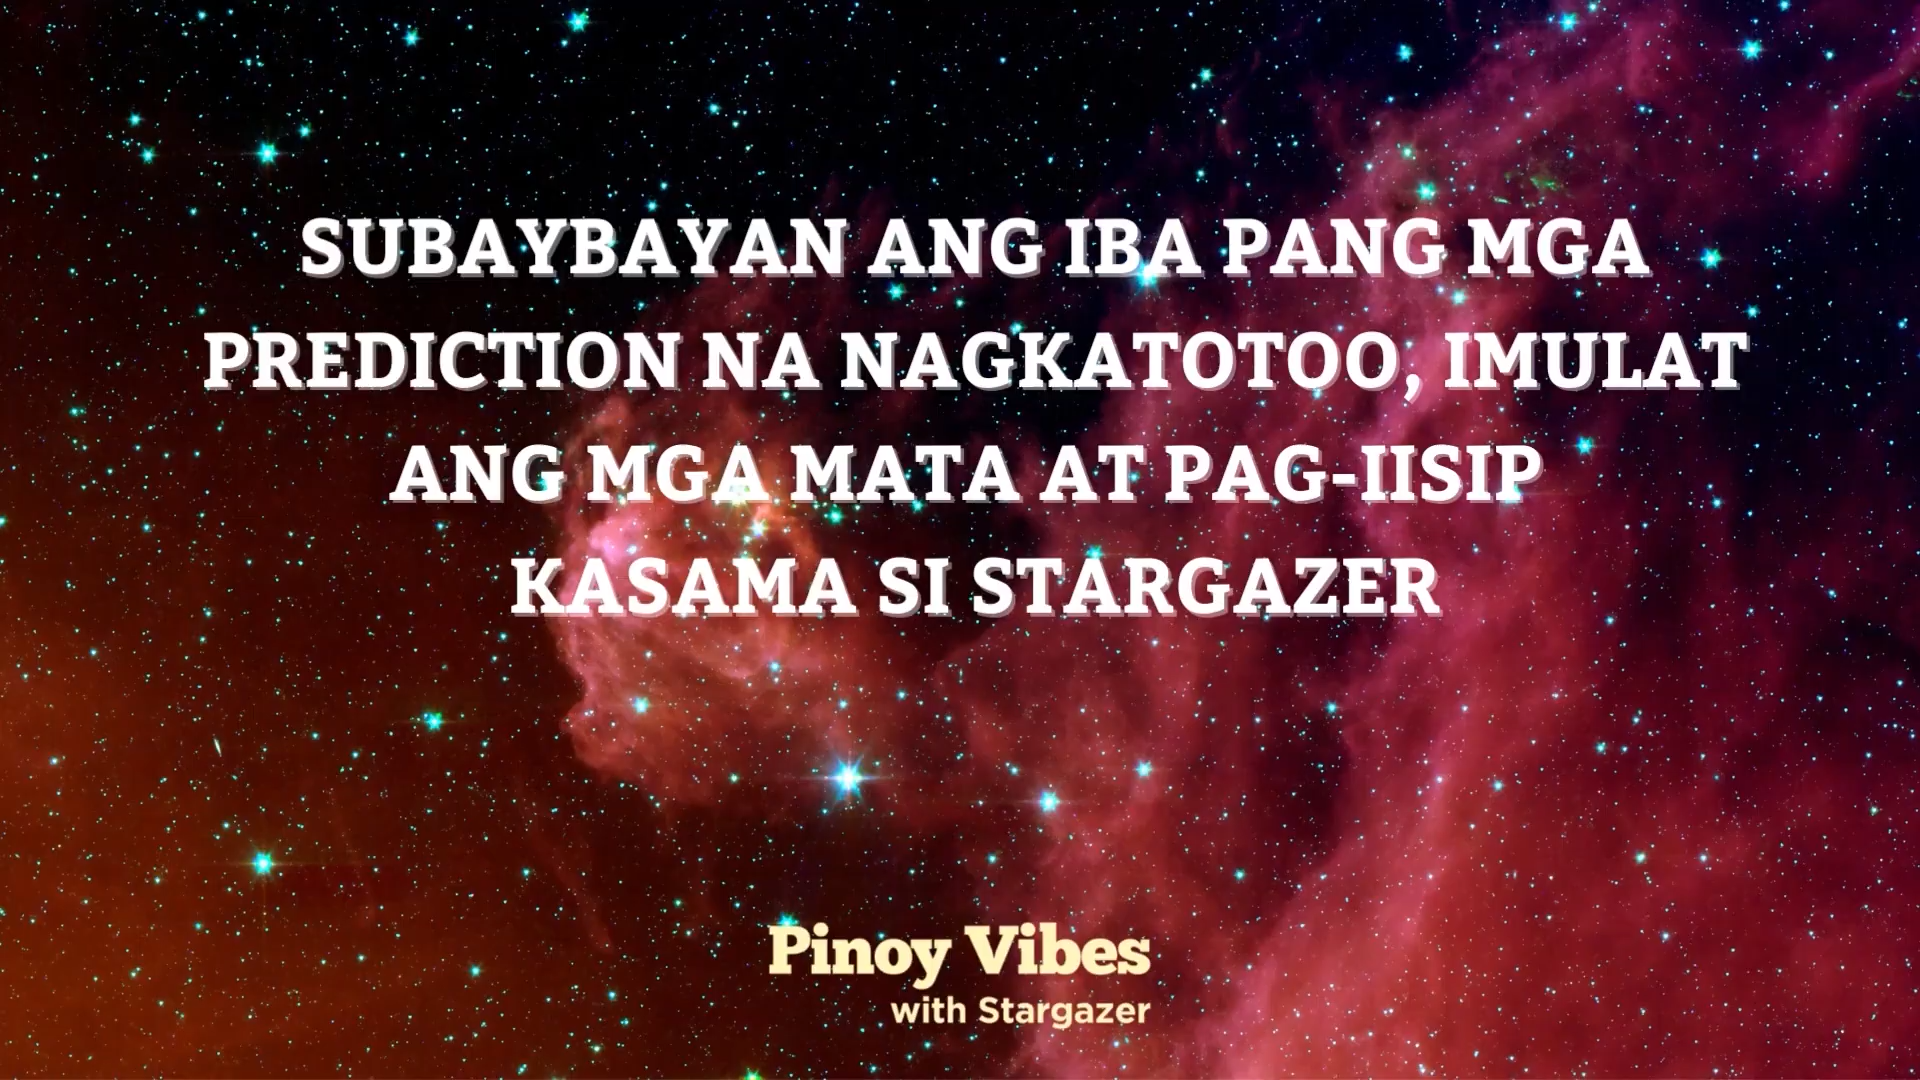 SUBAYBAYAN ANG IBA PANG MGA
PREDICTION NA NAGKATOTOO, IMULAT
ANG MGA MATA AT PAG-IISIP
KASAMA SI STARGAZER
Pinoy Vibes
with Stargazer